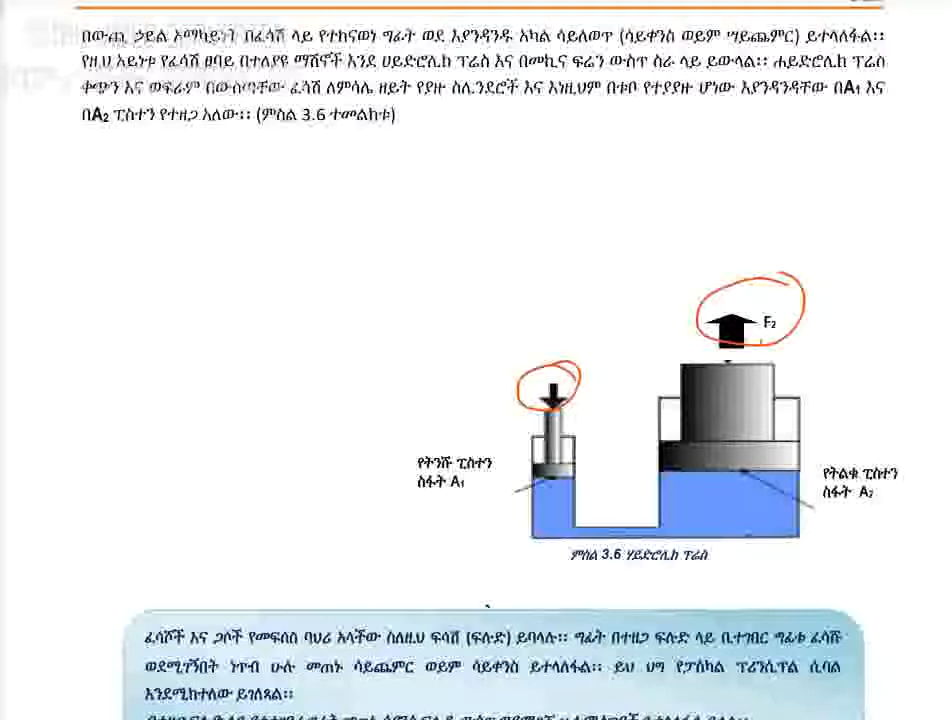 በውጪ ኃይል አማካይነት በፈሳሽ ላይ የተከናወነ ግፊት ወደ እያንዳንዱ አካል ሳይለወጥ (ሳይቀንስ ወይም ሣይጨምር) ይተላለፋል፡፡
የዚህ አይነቱ የፈሳሽ ፀባይ በተለያዩ ማሽኖች እንደ ሀይድሮሊክ ፕሬስ እና በመኪና ፍሬን ውስጥ ስራ ላይ ይውላል፡፡ ሐይድሮሊክ ፕሬስ
ቀጭን እና ወፍራም በውስጣቸው ፈሳሽ ለምሳሌ ዘይት የያዙ ስሊንደሮች እና እነዚህም በቱቦ የተያያዙ ሆነው እያንዳንዳቸው በA₁ እና
በA₂ ፒስተን የተዘጋ አለው፡፡ (ምስል 3.6 ተመልከቱ)
F₂
የትንሹ ፒስተን
ስፋት A₁
የትልቁ ፒስተን
ስፋት A₂
ምስል 3.6 ሃይድሮሊክ ፕሬስ
ፈሳሾች እና ጋሶች የመፍሰስ ባህሪ አላቸው ስለዚህ ፍሳሽ (ፍሉድ) ይባላሉ፡፡ ግፊት በተዘጋ ፍሉድ ላይ ቢተገበር ግፊቱ ፈሳሹ
ወደሚገኝበት ነጥብ ሁሉ መጠኑ ሳይጨምር ወይም ሳይቀንስ ይተላለፋል፡፡ ይህ ህግ የፓስካል ፕሪንሲፕል ሲባል
እንደሚከተለው ይገለጻል፡፡